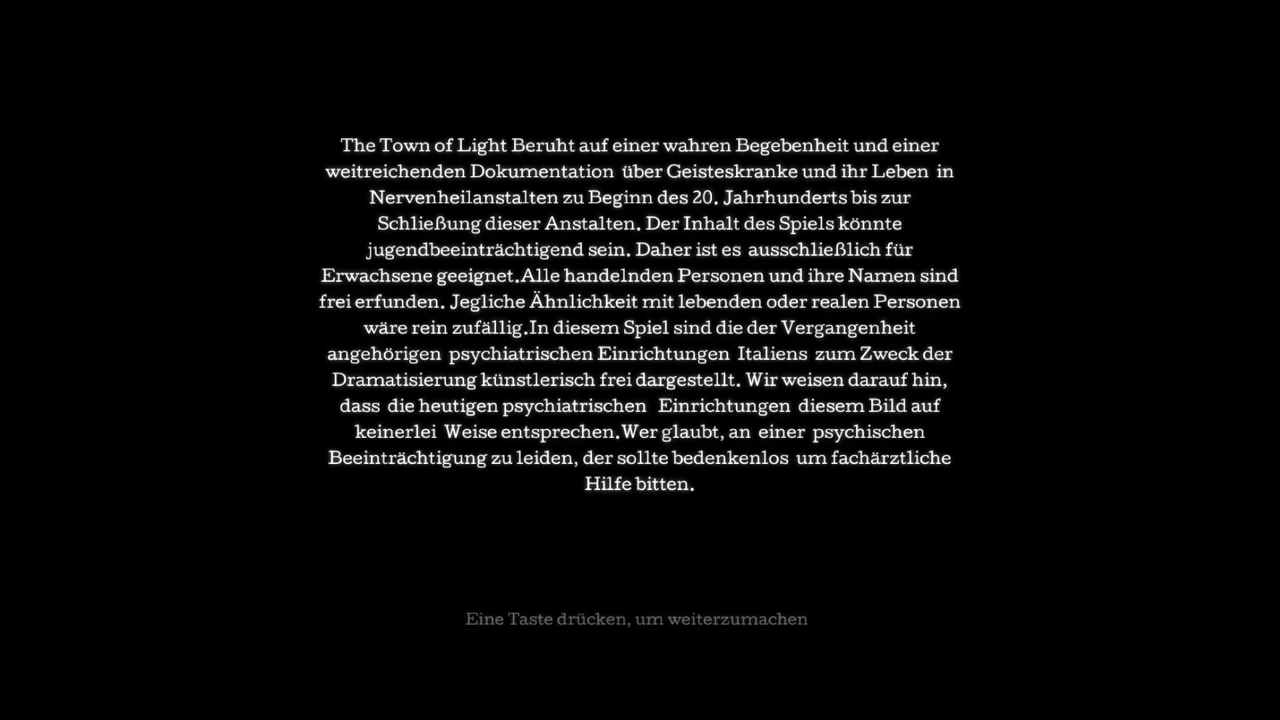 The Town of Light Beruht auf einer wahren Begebenheit und einer
weitreichenden Dokumentation  über Geisteskranke und ihr Leben  in
Nervenheilanstalten zu Beginn des 20. Jahrhunderts bis zur
Schließung dieser Anstalten. Der Inhalt des Spiels könnte
jugendbeeinträchtigend sein. Daher ist es  ausschließlich für
Erwachsene geeignet.Alle handelnden Personen und ihre Namen sind
frei erfunden. Jegliche Ähnlichkeit mit lebenden oder realen Personen
wäre rein zufällig.In diesem Spiel sind die der Vergangenheit
angehörigen  psychiatrischen Einrichtungen  Italiens  zum Zweck der
Dramatisierung künstlerisch frei dargestellt. Wir weisen darauf hin,
dass  die heutigen psychiatrischen   Einrichtungen  diesem Bild auf
keinerlei  Weise entsprechen.Wer glaubt, an  einer  psychischen
Beeinträchtigung zu leiden, der sollte bedenkenlos  um fachärztliche
Hilfe bitten.
Eine Taste drücken, um weiterzumachen